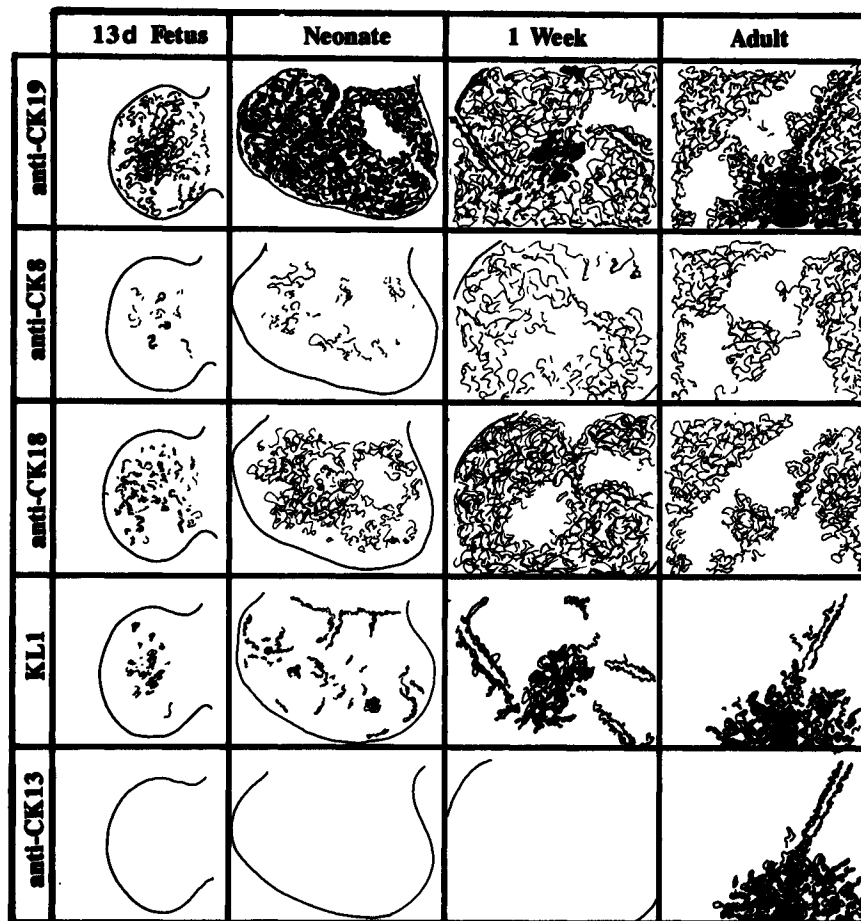 13d Fetus Neonate 1 Week Adult
anti-CK19
anti-CK8
anti-CK18
KL1
anti-CK13